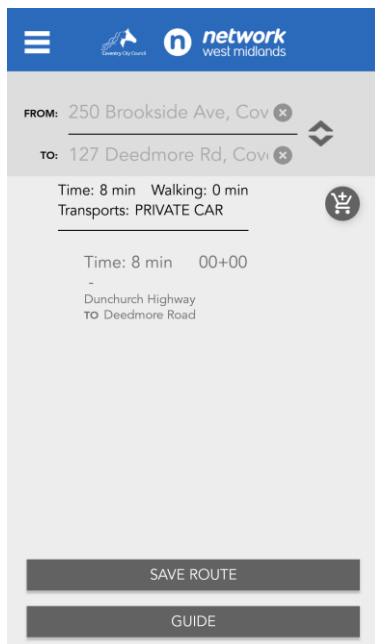 Coventry City Council
n network
west midlands
FROM: 250 Brookside Ave, Cov
TO: 127 Deedmore Rd, Cov
Time: 8 min Walking: 0 min
Transports: PRIVATE CAR
Time: 8 min 00+00
-
Dunchurch Highway
TO Deedmore Road
SAVE ROUTE
GUIDE